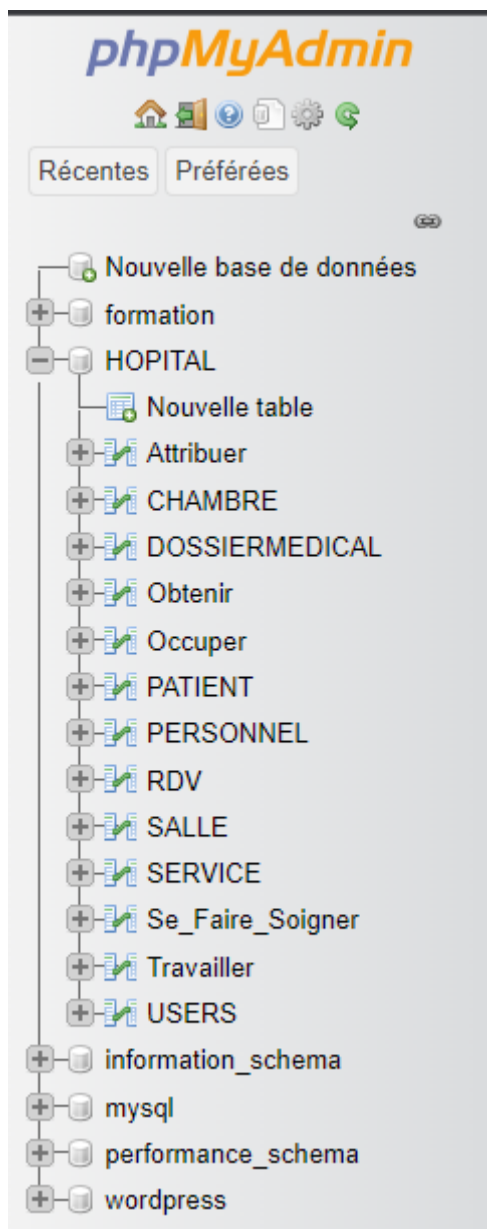 phpMyAdmin
Récentes Préférées
Nouvelle base de données
formation
HOPITAL
Nouvelle table
Attribuer
CHAMBRE
DOSSIERMEDICAL
Obtenir
Occuper
PATIENT
PERSONNEL
RDV
SALLE
SERVICE
Se_Faire_Soigner
Travailler
USERS
information_schema
mysql
performance_schema
wordpress